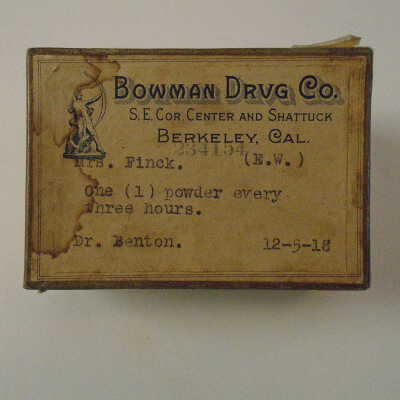 BOWMAN DRUG CO.
S.E. COR. CENTER AND SHATTUCK
BERKELEY, CAL.
234154
Mrs. Finck. (E.W.)
One (1) powder every
three hours.
Dr. Benton. 12-5-18